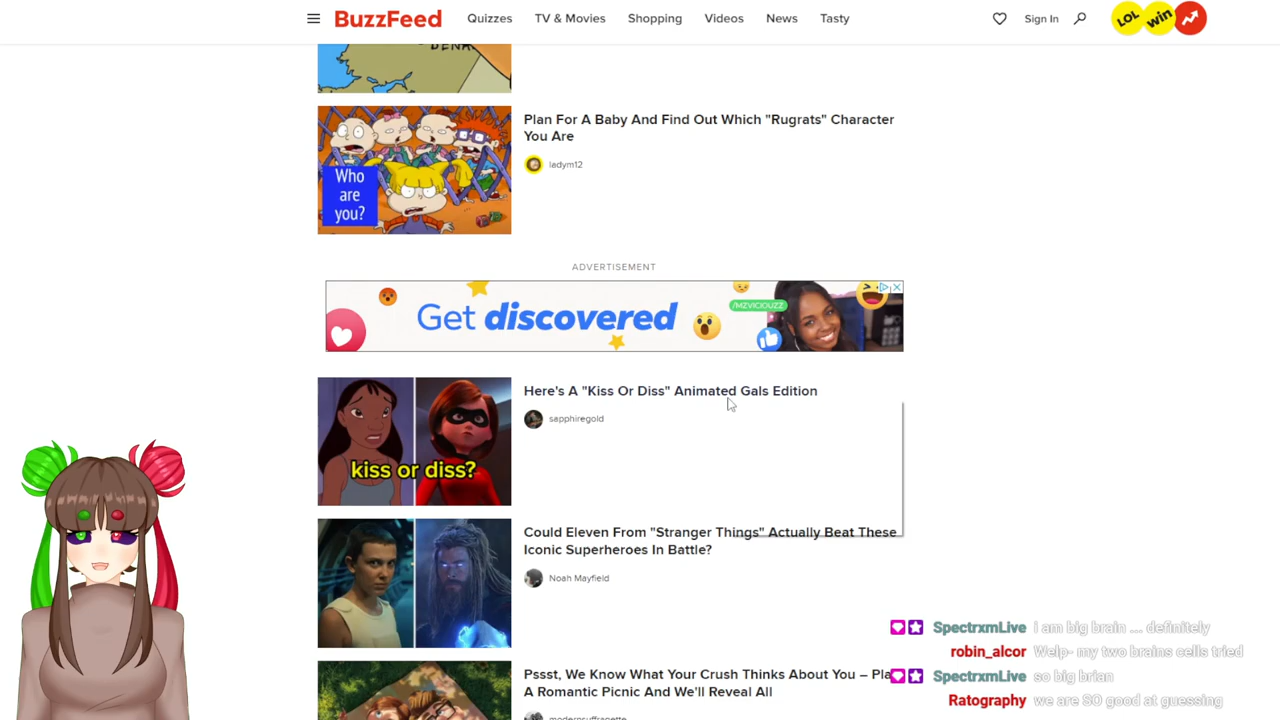 BuzzFeed
Quizzes
TV & Movies
Shopping
Videos
News
Tasty
Sign In
LOL
win
DENR
Plan For A Baby And Find Out Which "Rugrats" Character
You Are
ladym12
Who
are
you?
ADVERTISEMENT
Get discovered
/MZVICIOUZZ
Here's A "Kiss Or Diss" Animated Gals Edition
sapphiregold
kiss or diss?
Could Eleven From "Stranger Things" Actually Beat These
Iconic Superheroes In Battle?
Noah Mayfield
Pssst, We Know What Your Crush Thinks About You – Pla
A Romantic Picnic And We'll Reveal All
modernsuffragette
SpectrxmLive I am big brain ... definitely
robin_alcor Welp- my two brains cells tried
SpectrxmLive so big brian
Ratography we are SO good at guessing